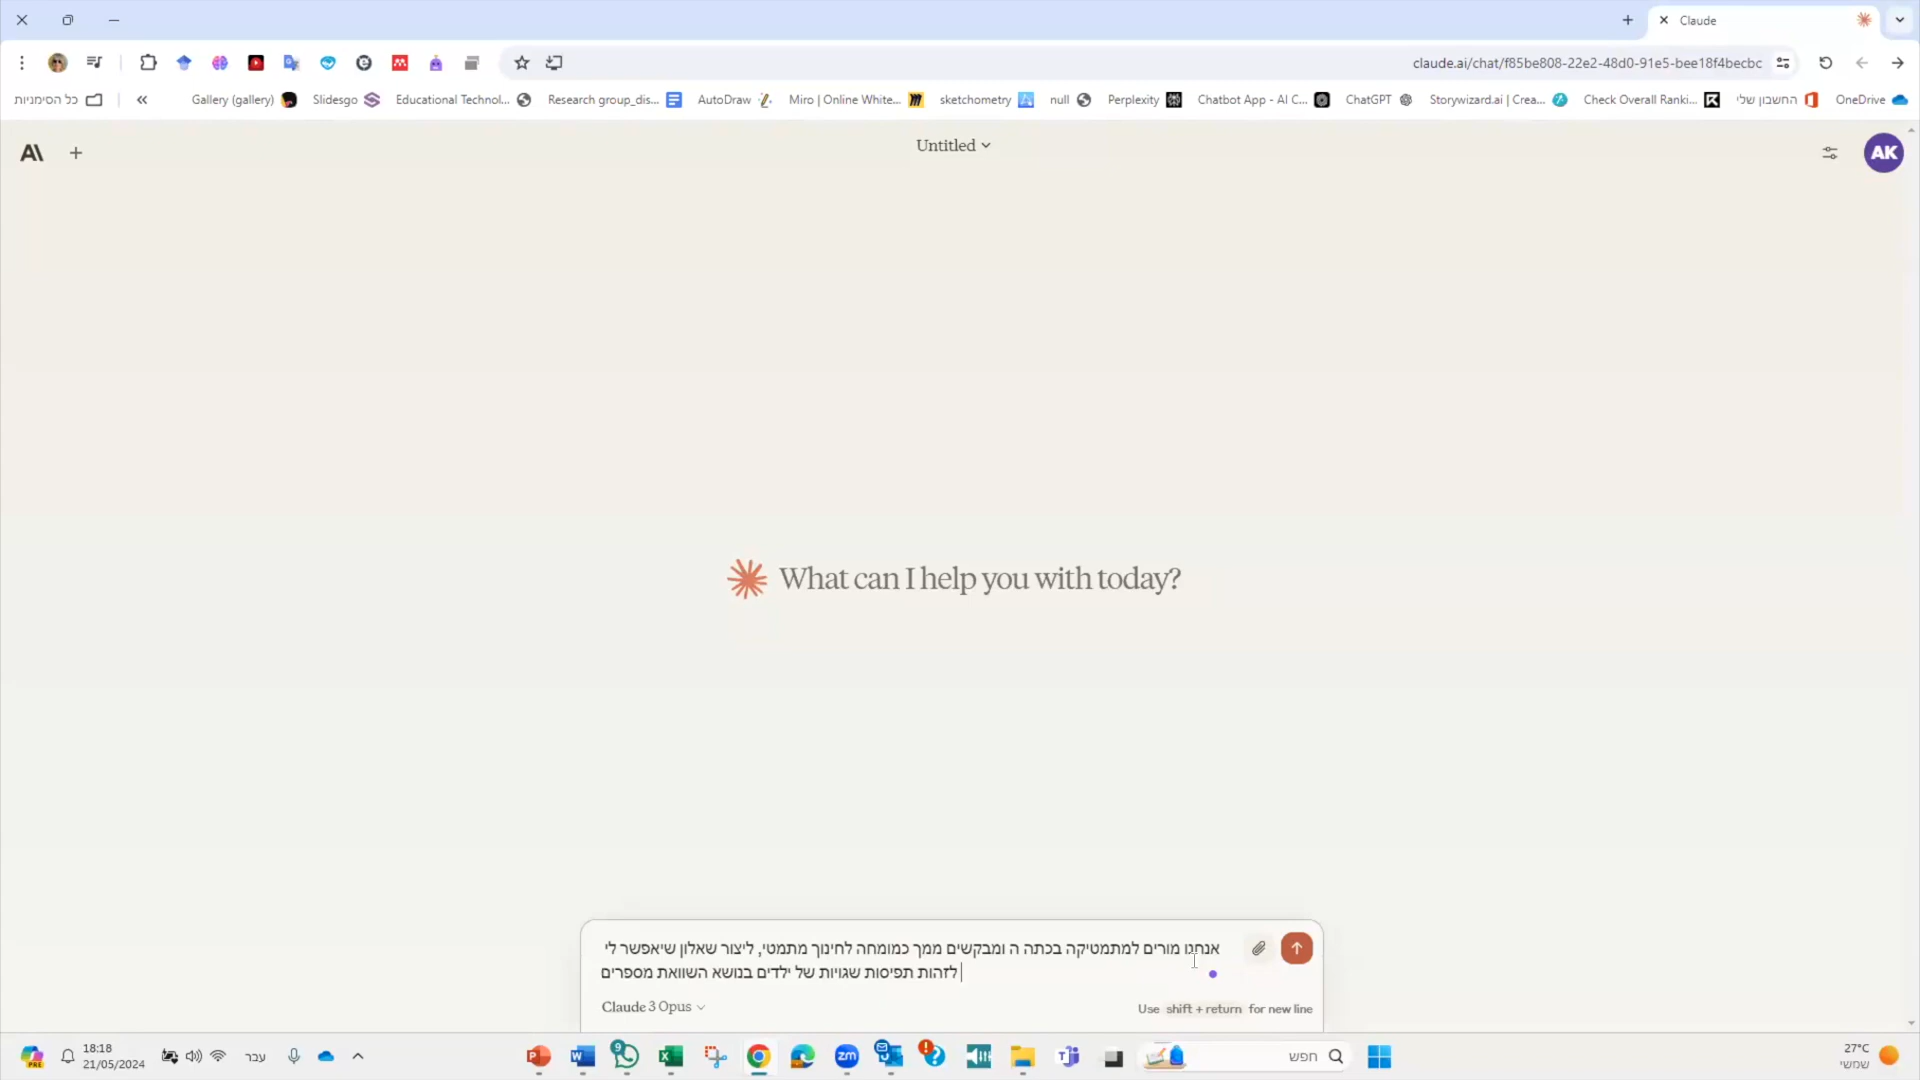 Claude
claude.ai/chat/f85be808-22e2-48d0-91e5-bee18f4becbc
כל הסימניות
Gallery (gallery)
Slidesgo
Educational Technol...
Research group_dis...
AutoDraw
Miro | Online White...
sketchometry
null
Perplexity
Chatbot App - AI C...
ChatGPT
Storywizard.ai | Crea...
Check Overall Ranki...
החשבון שלי
OneDrive
A\
Untitled
AK
What can I help you with today?
אנחנו מורים למתמטיקה בכתה ה ומבקשים ממך כמומחה לחינוך מתמטי, ליצור שאלון שיאפשר לי
לזהות תפיסות שגויות של ילדים בנושא השוואת מספרים
Claude 3 Opus
Use shift + return for new line
PRE
18:18
21/05/2024
עבר
9
zm
חפש
27°C
שמשי